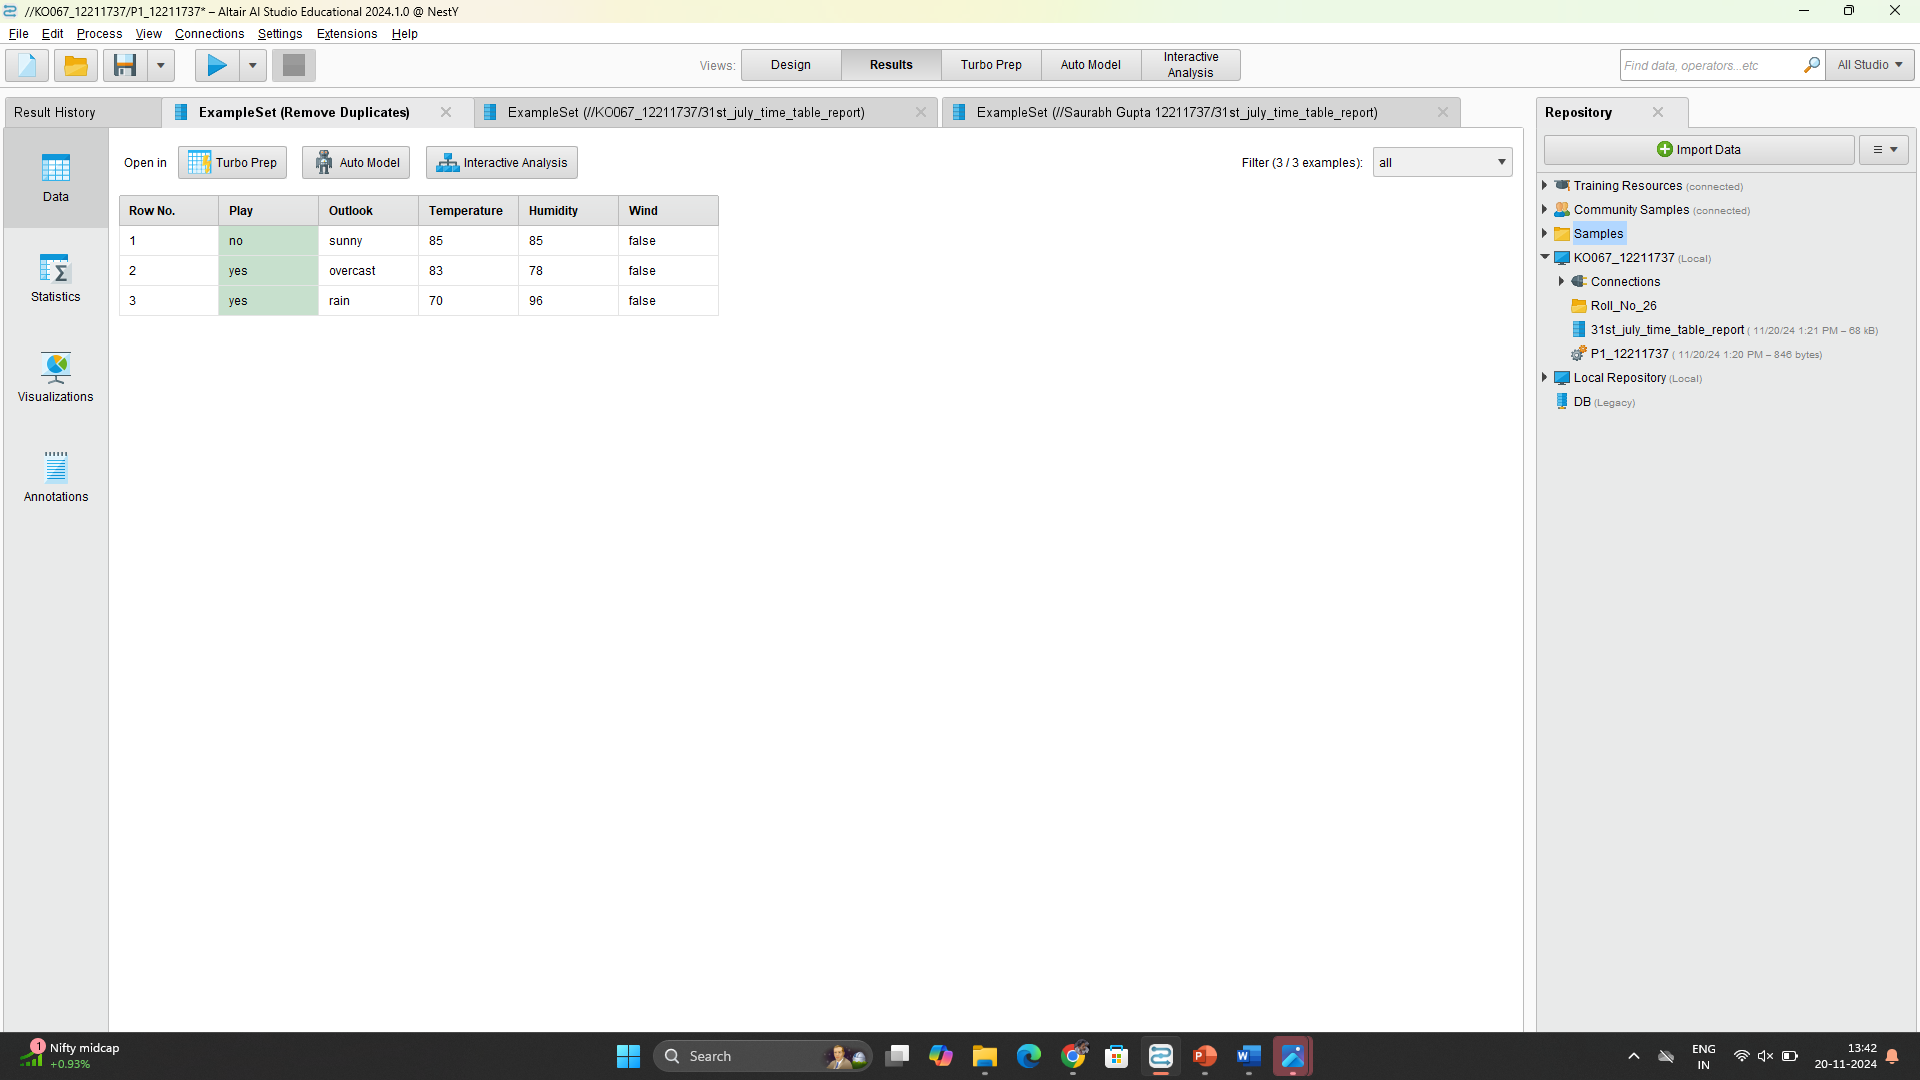 //KO067_12211737/P1_12211737* – Altair AI Studio Educational 2024.1.0 @ NestY
File Edit Process View Connections Settings Extensions Help
Views: Design Results Turbo Prep Auto Model Interactive Analysis
Find data, operators...etc All Studio
Result History ExampleSet (Remove Duplicates) ExampleSet (//KO067_12211737/31st_july_time_table_report) ExampleSet (//Saurabh Gupta 12211737/31st_july_time_table_report)
Repository
Open in Turbo Prep Auto Model Interactive Analysis Filter (3 / 3 examples): all
Import Data
Data
Statistics
Visualizations
Annotations
Row No. Play Outlook Temperature Humidity Wind
1 no sunny 85 85 false
2 yes overcast 83 78 false
3 yes rain 70 96 false
Training Resources (connected)
Community Samples (connected)
Samples
KO067_12211737 (Local)
Connections
Roll_No_26
31st_july_time_table_report ( 11/20/24 1:21 PM – 68 kB)
P1_12211737 ( 11/20/24 1:20 PM – 846 bytes)
Local Repository (Local)
DB (Legacy)
1 Nifty midcap
+0.93%
Search
ENG
IN
13:42
20-11-2024